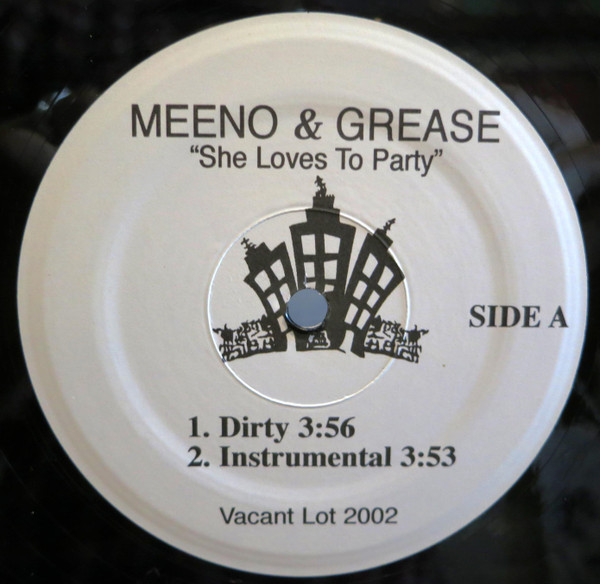 MEENO & GREASE
“She Loves To Party”
SIDE A
1. Dirty 3:56
2. Instrumental 3:53
Vacant Lot 2002